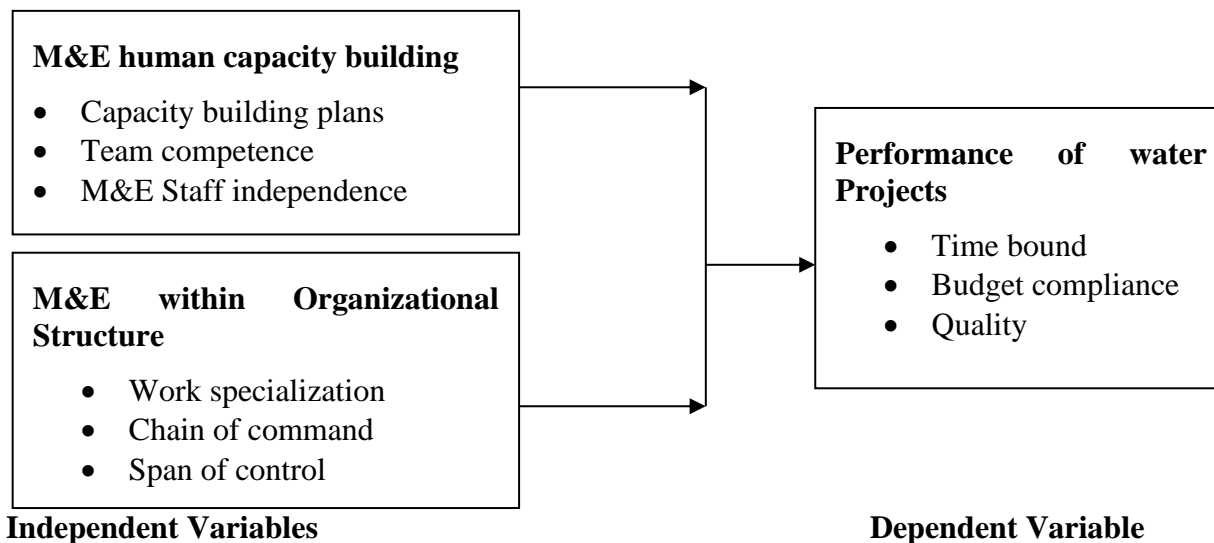 M&E human capacity building
• Capacity building plans
• Team competence
• M&E Staff independence
M&E within Organizational
Structure
• Work specialization
• Chain of command
• Span of control
Independent Variables
Performance of water
Projects
• Time bound
• Budget compliance
• Quality
Dependent Variable